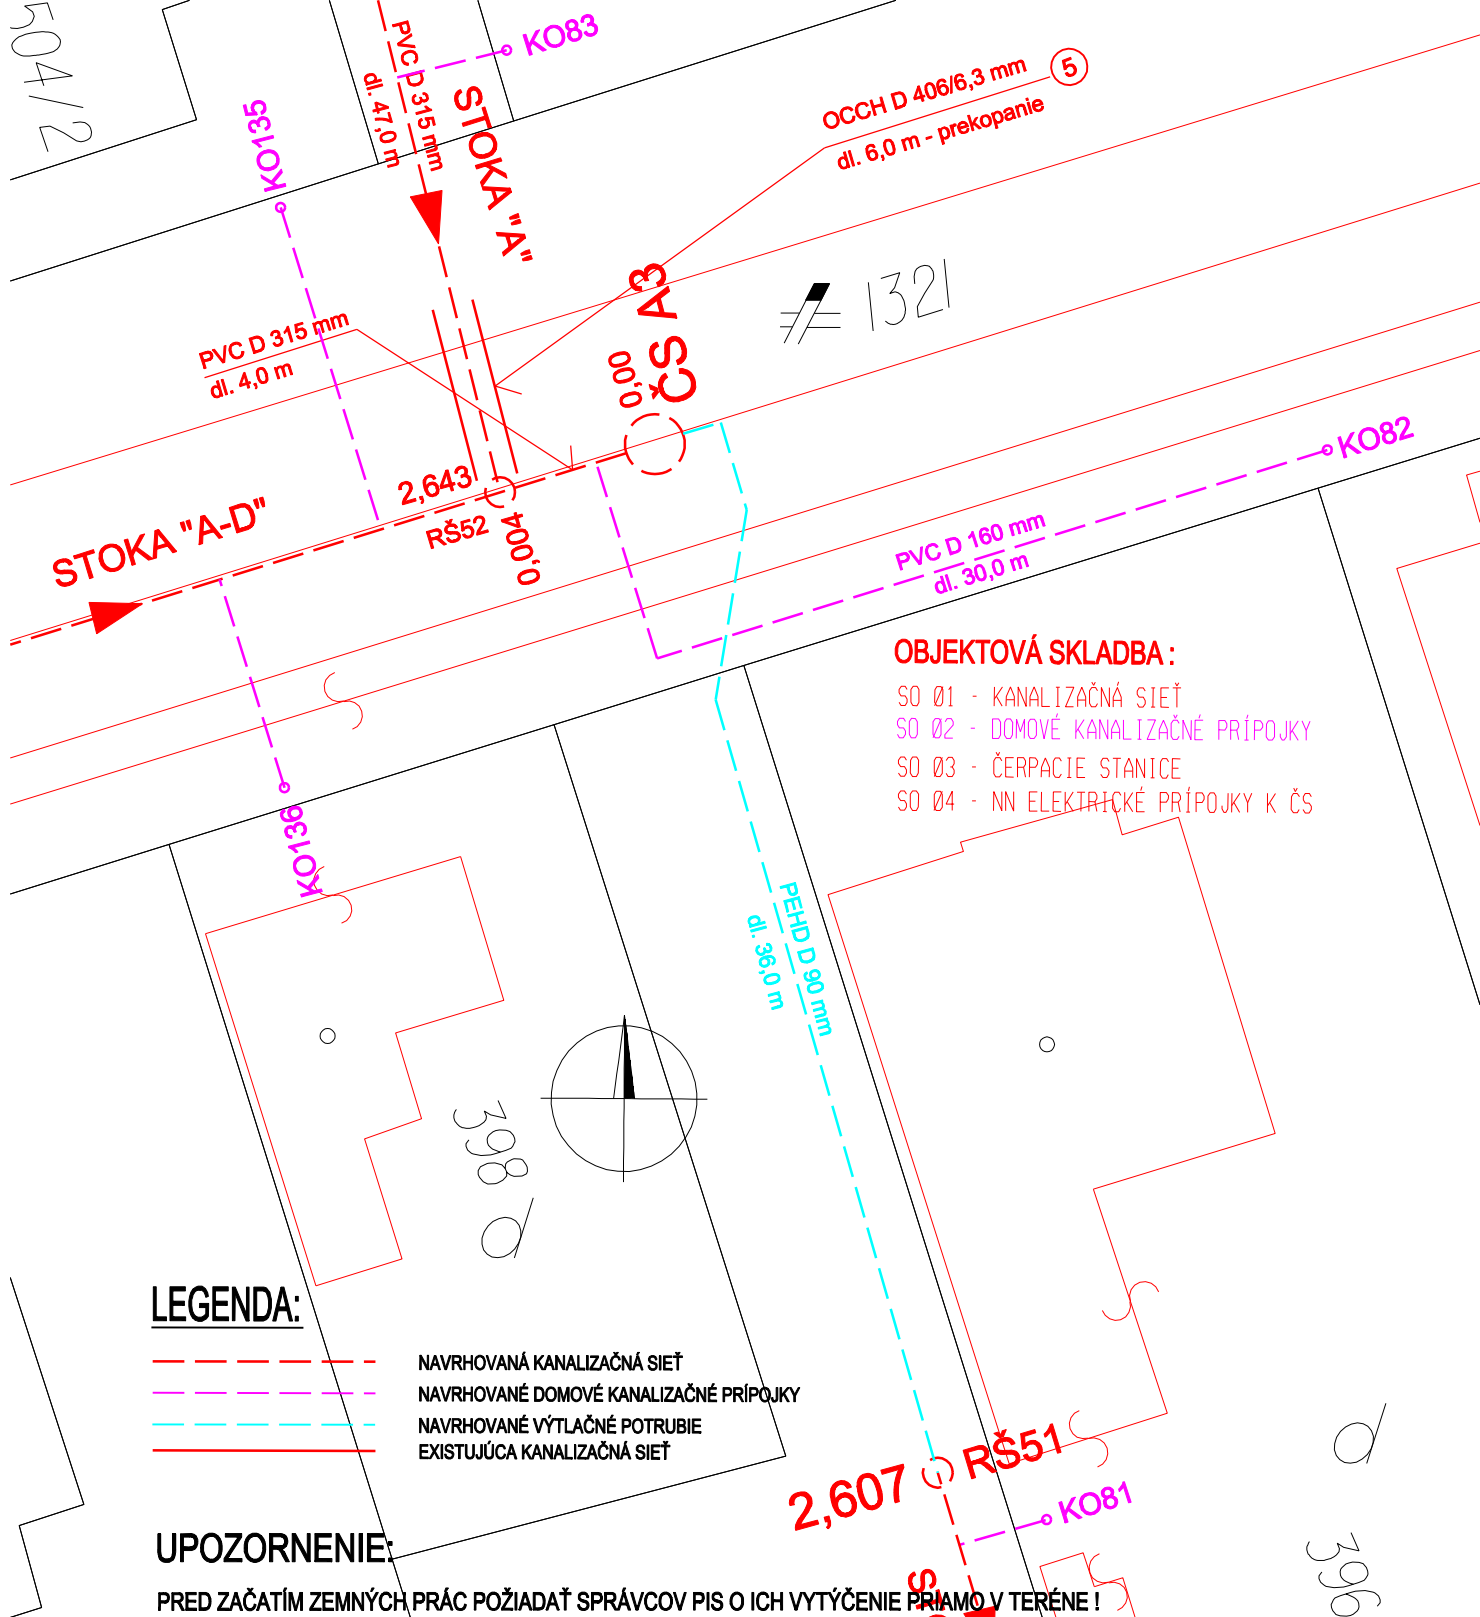 504/2
KO83
PVC D 315 mm
dl. 47,0 m
STOKA "A"
KO135
OCCH D 406/6,3 mm
5
dl. 6,0 m - prekopanie
1321
PVC D 315 mm
dl. 4,0 m
ČS A3
0,00
2,643
RŠ52
0,004
STOKA "A-D"
KO82
PVC D 160 mm
dl. 30,0 m
OBJEKTOVÁ SKLADBA :
SO 01 - KANALIZAČNÁ SIEŤ
SO 02 - DOMOVÉ KANALIZAČNÉ PRÍPOJKY
SO 03 - ČERPACIE STANICE
SO 04 - NN ELEKTRICKÉ PRÍPOJKY K ČS
KO136
PEHD D 90 mm
dl. 36,0 m
398
LEGENDA:
NAVRHOVANÁ KANALIZAČNÁ SIEŤ
NAVRHOVANÉ DOMOVÉ KANALIZAČNÉ PRÍPOJKY
NAVRHOVANÉ VÝTLAČNÉ POTRUBIE
EXISTUJÚCA KANALIZAČNÁ SIEŤ
2,607
RŠ51
KO81
396
UPOZORNENIE:
PRED ZAČATÍM ZEMNÝCH PRÁC POŽIADAŤ SPRÁVCOV PIS O ICH VYTÝČENIE PRIAMO V TERÉNE !